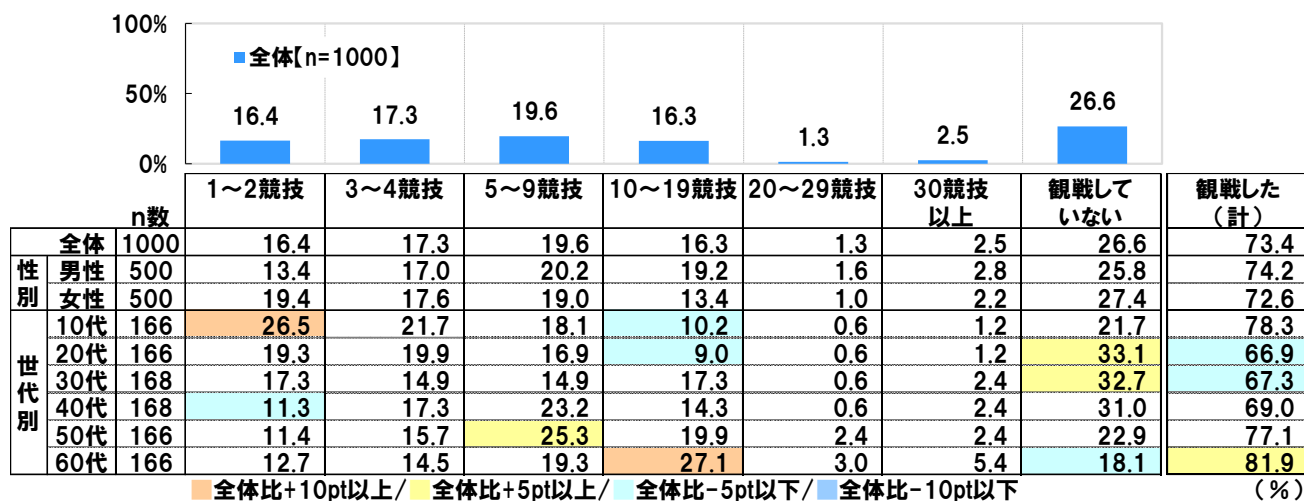 100%
50%
0%
全体【n=1000】
16.4 17.3 19.6 16.3 1.3 2.5 26.6
n数 1～2競技 3～4競技 5～9競技 10～19競技 20～29競技 30競技以上 観戦していない 観戦した（計）
全体 1000 16.4 17.3 19.6 16.3 1.3 2.5 26.6 73.4
性別 男性 500 13.4 17.0 20.2 19.2 1.6 2.8 25.8 74.2
女性 500 19.4 17.6 19.0 13.4 1.0 2.2 27.4 72.6
世代別 10代 166 26.5 21.7 18.1 10.2 0.6 1.2 21.7 78.3
20代 166 19.3 19.9 16.9 9.0 0.6 1.2 33.1 66.9
30代 168 17.3 14.9 14.9 17.3 0.6 2.4 32.7 67.3
40代 168 11.3 17.3 23.2 14.3 0.6 2.4 31.0 69.0
50代 166 11.4 15.7 25.3 19.9 2.4 2.4 22.9 77.1
60代 166 12.7 14.5 19.3 27.1 3.0 5.4 18.1 81.9
全体比+10pt以上/ 全体比+5pt以上/ 全体比-5pt以下/ 全体比-10pt以下 （%）